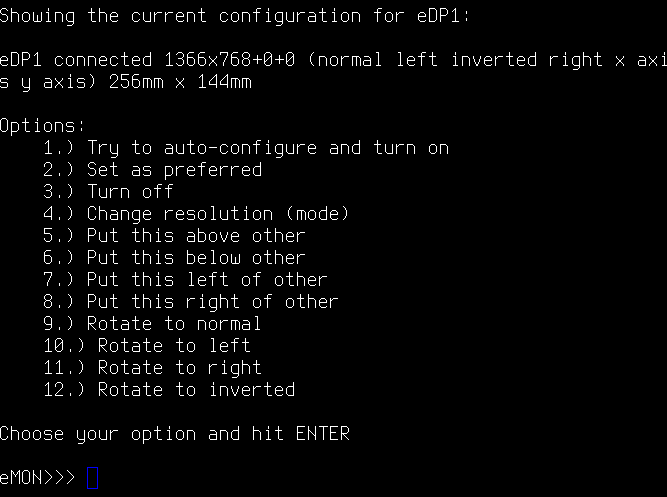 Showing the current configuration for eDP1:
eDP1 connected 1366x768+0+0 (normal left inverted right x axi
s y axis) 256mm x 144mm
Options:
1.) Try to auto-configure and turn on
2.) Set as preferred
3.) Turn off
4.) Change resolution (mode)
5.) Put this above other
6.) Put this below other
7.) Put this left of other
8.) Put this right of other
9.) Rotate to normal
10.) Rotate to left
11.) Rotate to right
12.) Rotate to inverted
Choose your option and hit ENTER
eMON>>>